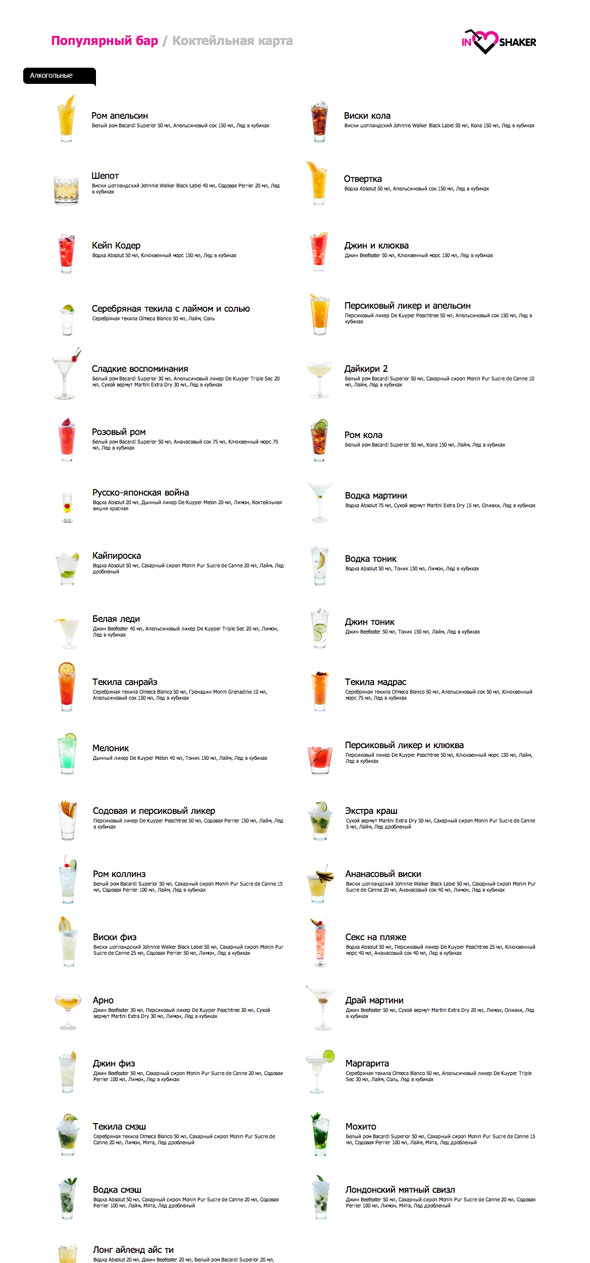 Популярный бар / Коктейльная карта
IN SHAKER
Алкогольные
Ром апельсин
Белый ром Bacardi Superior 50 мл, Апельсиновый сок 150 мл, Лед в кубиках
Виски кола
Виски шотландский Johnnie Walker Black Label 50 мл, Кола 150 мл, Лед в кубиках
Шепот
Виски шотландский Johnnie Walker Black Label 40 мл, Содовая Perrier 20 мл, Лед
в кубиках
Отвертка
Водка Absolut 50 мл, Апельсиновый сок 150 мл, Лед в кубиках
Кейп Кодер
Водка Absolut 50 мл, Клюквенный морс 150 мл, Лед в кубиках
Джин и клюква
Джин Beefeater 50 мл, Клюквенный морс 150 мл, Лед в кубиках
Серебряная текила с лаймом и солью
Серебряная текила Olmeca Blanco 50 мл, Лайм, Соль
Персиковый ликер и апельсин
Персиковый ликер De Kuyper Peachtree 50 мл, Апельсиновый сок 150 мл, Лед в
кубиках
Сладкие воспоминания
Белый ром Bacardi Superior 30 мл, Апельсиновый ликер De Kuyper Triple Sec 20
мл, Сухой вермут Martini Extra Dry 30 мл, Лед в кубиках
Дайкири 2
Белый ром Bacardi Superior 50 мл, Сахарный сироп Monin Pur Sucre de Canne 10
мл, Лайм, Лед в кубиках
Розовый ром
Белый ром Bacardi Superior 50 мл, Ананасовый сок 75 мл, Клюквенный морс 75
мл, Лед в кубиках
Ром кола
Белый ром Bacardi Superior 50 мл, Кола 150 мл, Лайм, Лед в кубиках
Русско-японская война
Водка Absolut 20 мл, Дынный ликер De Kuyper Melon 20 мл, Лимон, Коктейльная
вишня красная
Водка мартини
Водка Absolut 75 мл, Сухой вермут Martini Extra Dry 15 мл, Оливки, Лед в кубиках
Кайпироска
Водка Absolut 50 мл, Сахарный сироп Monin Pur Sucre de Canne 20 мл, Лайм, Лед
дробленый
Водка тоник
Водка Absolut 50 мл, Тоник 150 мл, Лимон, Лед в кубиках
Белая леди
Джин Beefeater 40 мл, Апельсиновый ликер De Kuyper Triple Sec 20 мл, Лимон,
Лед в кубиках
Джин тоник
Джин Beefeater 50 мл, Тоник 150 мл, Лайм, Лед в кубиках
Текила санрайз
Серебряная текила Olmeca Blanco 50 мл, Гренадин Monin Grenadine 10 мл,
Апельсиновый сок 150 мл, Лед в кубиках
Текила мадрас
Серебряная текила Olmeca Blanco 50 мл, Апельсиновый сок 50 мл, Клюквенный
морс 75 мл, Лед в кубиках
Мелоник
Дынный ликер De Kuyper Melon 40 мл, Тоник 150 мл, Лайм, Лед в кубиках
Персиковый ликер и клюква
Персиковый ликер De Kuyper Peachtree 50 мл, Клюквенный морс 150 мл, Лайм,
Лед в кубиках
Содовая и персиковый ликер
Персиковый ликер De Kuyper Peachtree 50 мл, Содовая Perrier 150 мл, Лайм, Лед
в кубиках
Экстра краш
Сухой вермут Martini Extra Dry 50 мл, Сахарный сироп Monin Pur Sucre de Canne
5 мл, Лайм, Лед дробленый
Ром коллинз
Белый ром Bacardi Superior 50 мл, Сахарный сироп Monin Pur Sucre de Canne 15
мл, Содовая Perrier 100 мл, Лайм, Лед в кубиках
Ананасовый виски
Виски шотландский Johnnie Walker Black Label 50 мл, Сахарный сироп Monin Pur
Sucre de Canne 20 мл, Ананасовый сок 40 мл, Лимон, Лед в кубиках
Виски физ
Виски шотландский Johnnie Walker Black Label 50 мл, Сахарный сироп Monin Pur
Sucre de Canne 25 мл, Содовая Perrier 50 мл, Лимон, Лед в кубиках
Секс на пляже
Водка Absolut 50 мл, Персиковый ликер De Kuyper Peachtree 25 мл, Клюквенный
морс 40 мл, Ананасовый сок 40 мл, Лед в кубиках
Арно
Джин Beefeater 30 мл, Персиковый ликер De Kuyper Peachtree 30 мл, Сухой
вермут Martini Extra Dry 30 мл, Лимон, Лед в кубиках
Драй мартини
Джин Beefeater 50 мл, Сухой вермут Martini Extra Dry 20 мл, Лимон, Оливки, Лед
в кубиках
Джин физ
Джин Beefeater 50 мл, Сахарный сироп Monin Pur Sucre de Canne 20 мл, Содовая
Perrier 100 мл, Лимон, Лед в кубиках
Маргарита
Серебряная текила Olmeca Blanco 50 мл, Апельсиновый ликер De Kuyper Triple
Sec 30 мл, Лайм, Соль, Лед в кубиках
Текила смэш
Серебряная текила Olmeca Blanco 50 мл, Сахарный сироп Monin Pur Sucre de
Canne 20 мл, Лимон, Мята, Лед дробленый
Мохито
Белый ром Bacardi Superior 50 мл, Сахарный сироп Monin Pur Sucre de Canne 15
мл, Содовая Perrier 100 мл, Лайм, Мята, Лед дробленый
Водка смэш
Водка Absolut 50 мл, Сахарный сироп Monin Pur Sucre de Canne 20 мл, Содовая
Perrier 100 мл, Лайм, Мята, Лед дробленый
Лондонский мятный свизл
Джин Beefeater 50 мл, Сахарный сироп Monin Pur Sucre de Canne 20 мл, Содовая
Perrier 100 мл, Лимон, Мята, Лед дробленый
Лонг айленд айс ти
Водка Absolut 20 мл, Джин Beefeater 20 мл, Белый ром Bacardi Superior 20 мл,